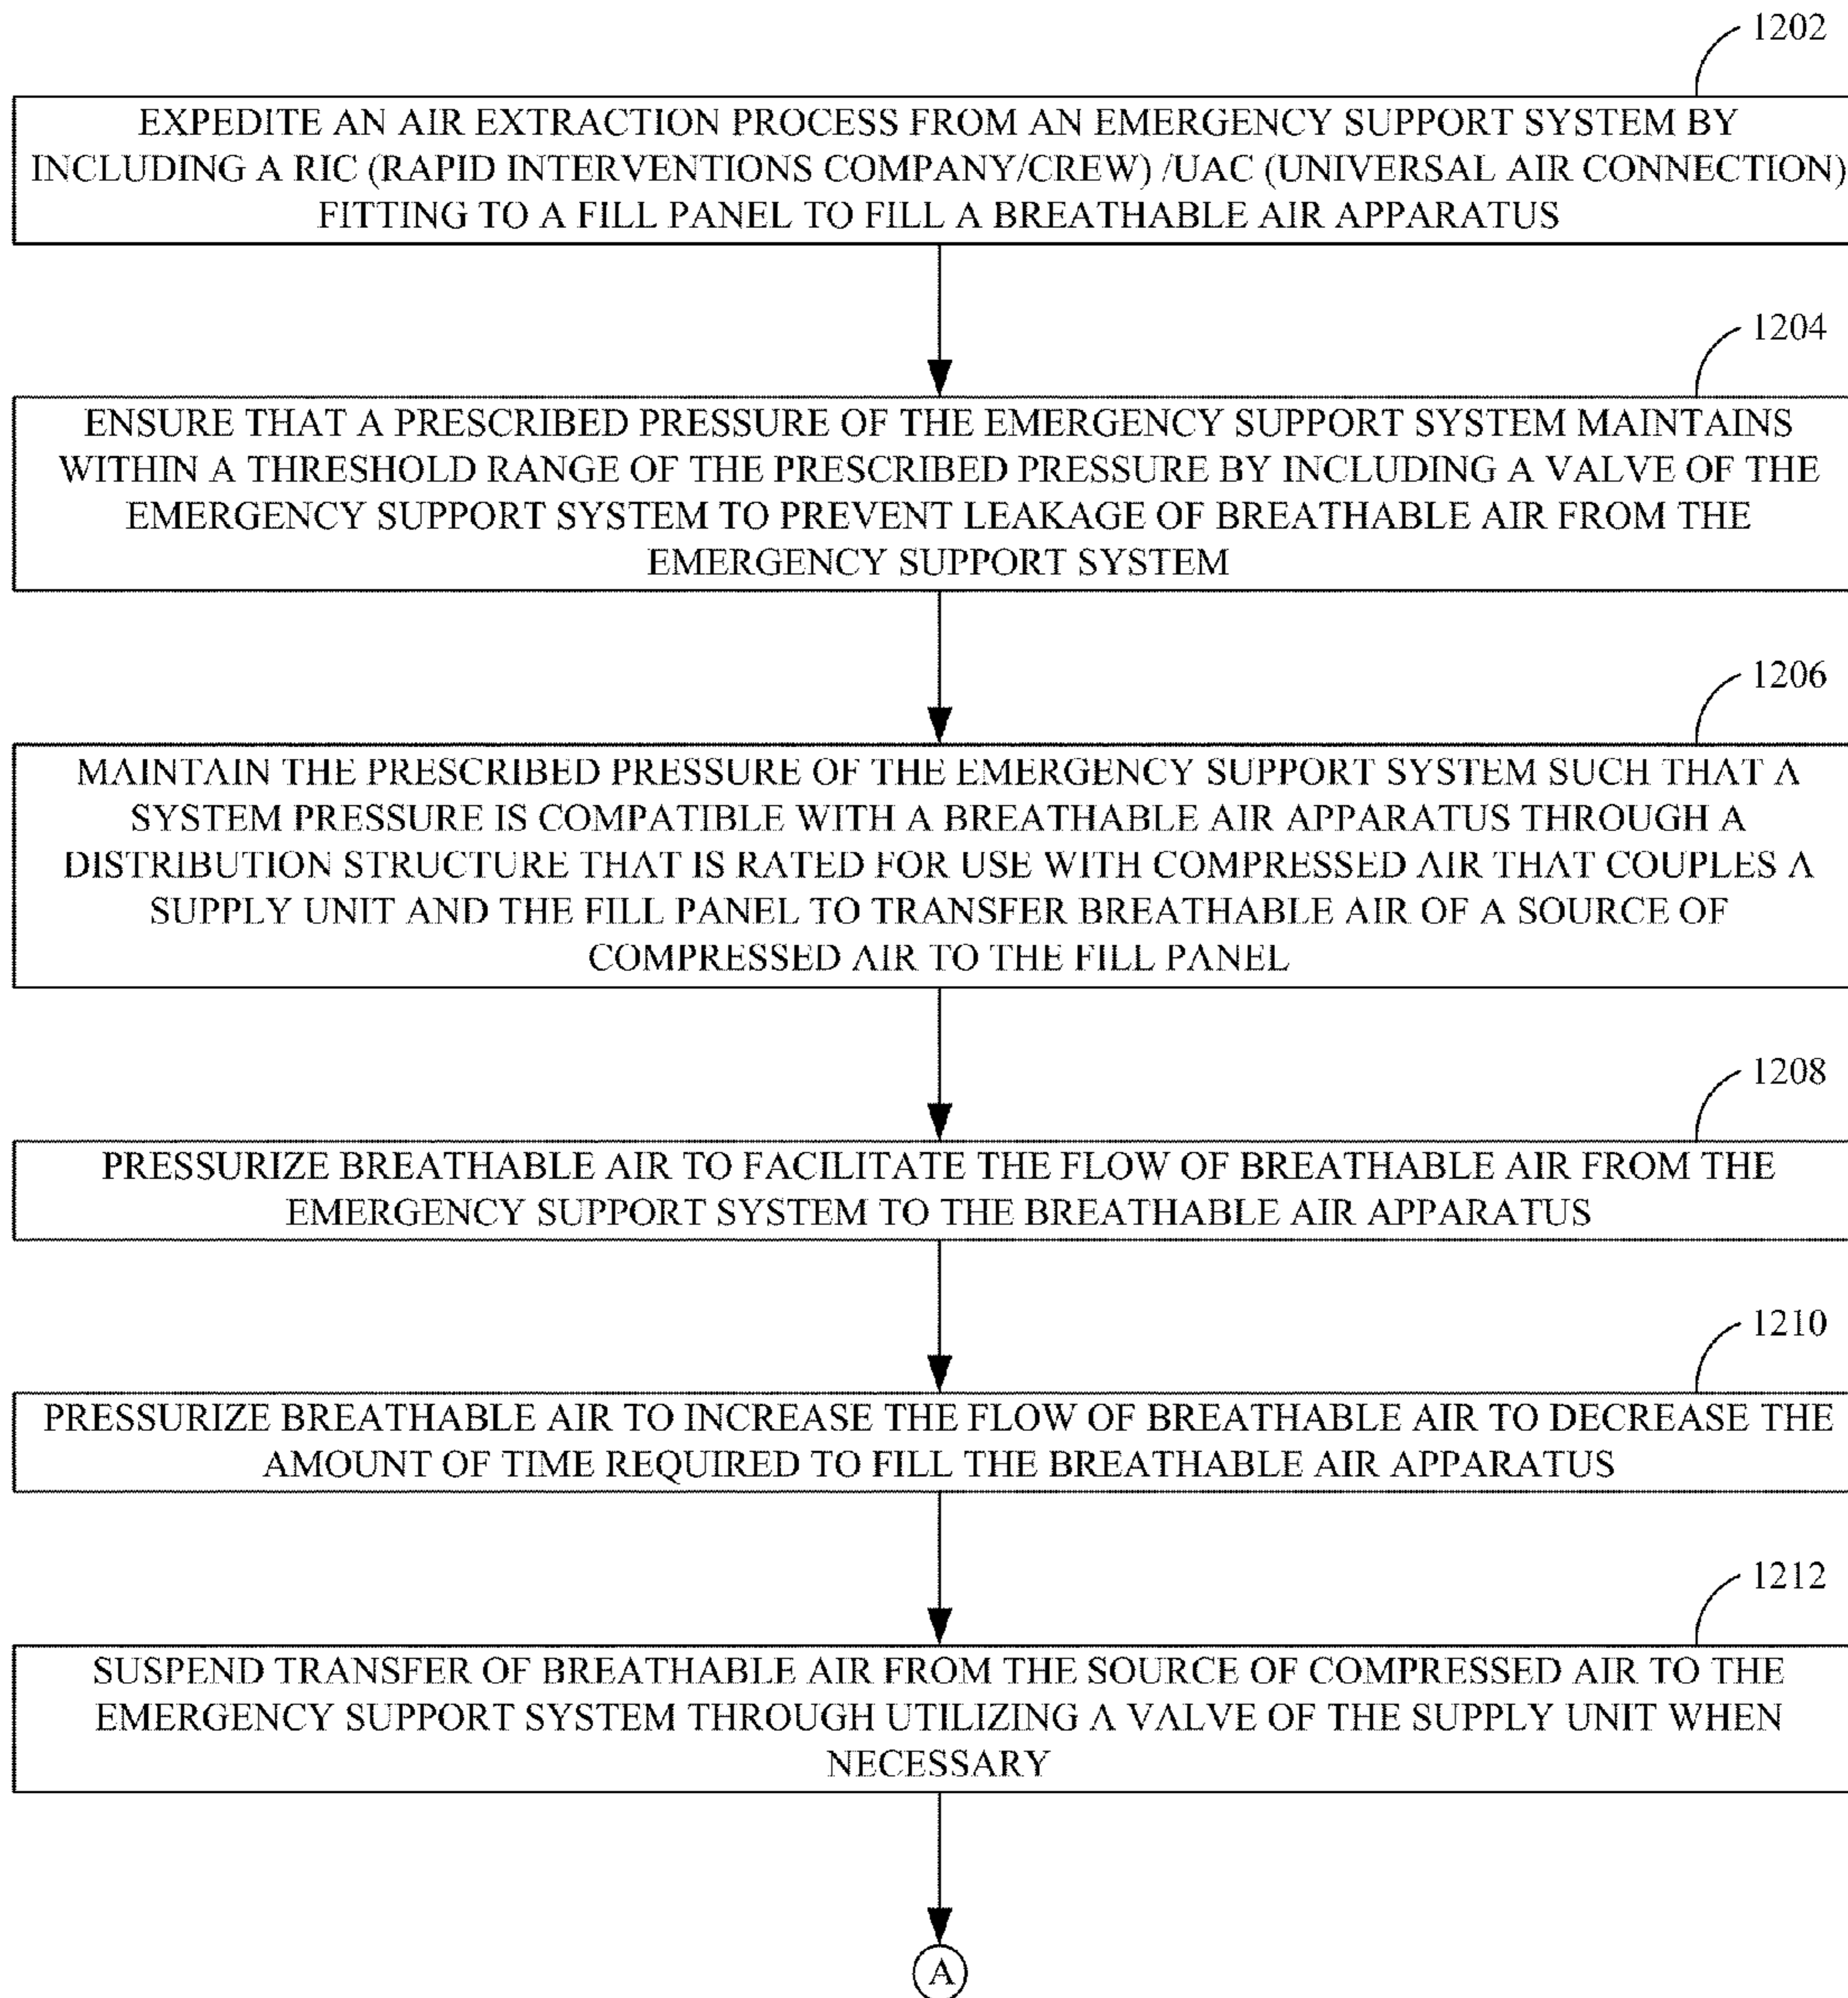 1202
EXPEDITE AN AIR EXTRACTION PROCESS FROM AN EMERGENCY SUPPORT SYSTEM BY
INCLUDING A RIC (RAPID INTERVENTIONS COMPANY/CREW) /UAC (UNIVERSAL AIR CONNECTION)
FITTING TO A FILL PANEL TO FILL A BREATHABLE AIR APPARATUS
1204
ENSURE THAT A PRESCRIBED PRESSURE OF THE EMERGENCY SUPPORT SYSTEM MAINTAINS
WITHIN A THRESHOLD RANGE OF THE PRESCRIBED PRESSURE BY INCLUDING A VALVE OF THE
EMERGENCY SUPPORT SYSTEM TO PREVENT LEAKAGE OF BREATHABLE AIR FROM THE
EMERGENCY SUPPORT SYSTEM
1206
MAINTAIN THE PRESCRIBED PRESSURE OF THE EMERGENCY SUPPORT SYSTEM SUCH THAT A
SYSTEM PRESSURE IS COMPATIBLE WITH A BREATHABLE AIR APPARATUS THROUGH A
DISTRIBUTION STRUCTURE THAT IS RATED FOR USE WITH COMPRESSED AIR THAT COUPLES A
SUPPLY UNIT AND THE FILL PANEL TO TRANSFER BREATHABLE AIR OF A SOURCE OF
COMPRESSED AIR TO THE FILL PANEL
1208
PRESSURIZE BREATHABLE AIR TO FACILITATE THE FLOW OF BREATHABLE AIR FROM THE
EMERGENCY SUPPORT SYSTEM TO THE BREATHABLE AIR APPARATUS
1210
PRESSURIZE BREATHABLE AIR TO INCREASE THE FLOW OF BREATHABLE AIR TO DECREASE THE
AMOUNT OF TIME REQUIRED TO FILL THE BREATHABLE AIR APPARATUS
1212
SUSPEND TRANSFER OF BREATHABLE AIR FROM THE SOURCE OF COMPRESSED AIR TO THE
EMERGENCY SUPPORT SYSTEM THROUGH UTILIZING A VALVE OF THE SUPPLY UNIT WHEN
NECESSARY
A